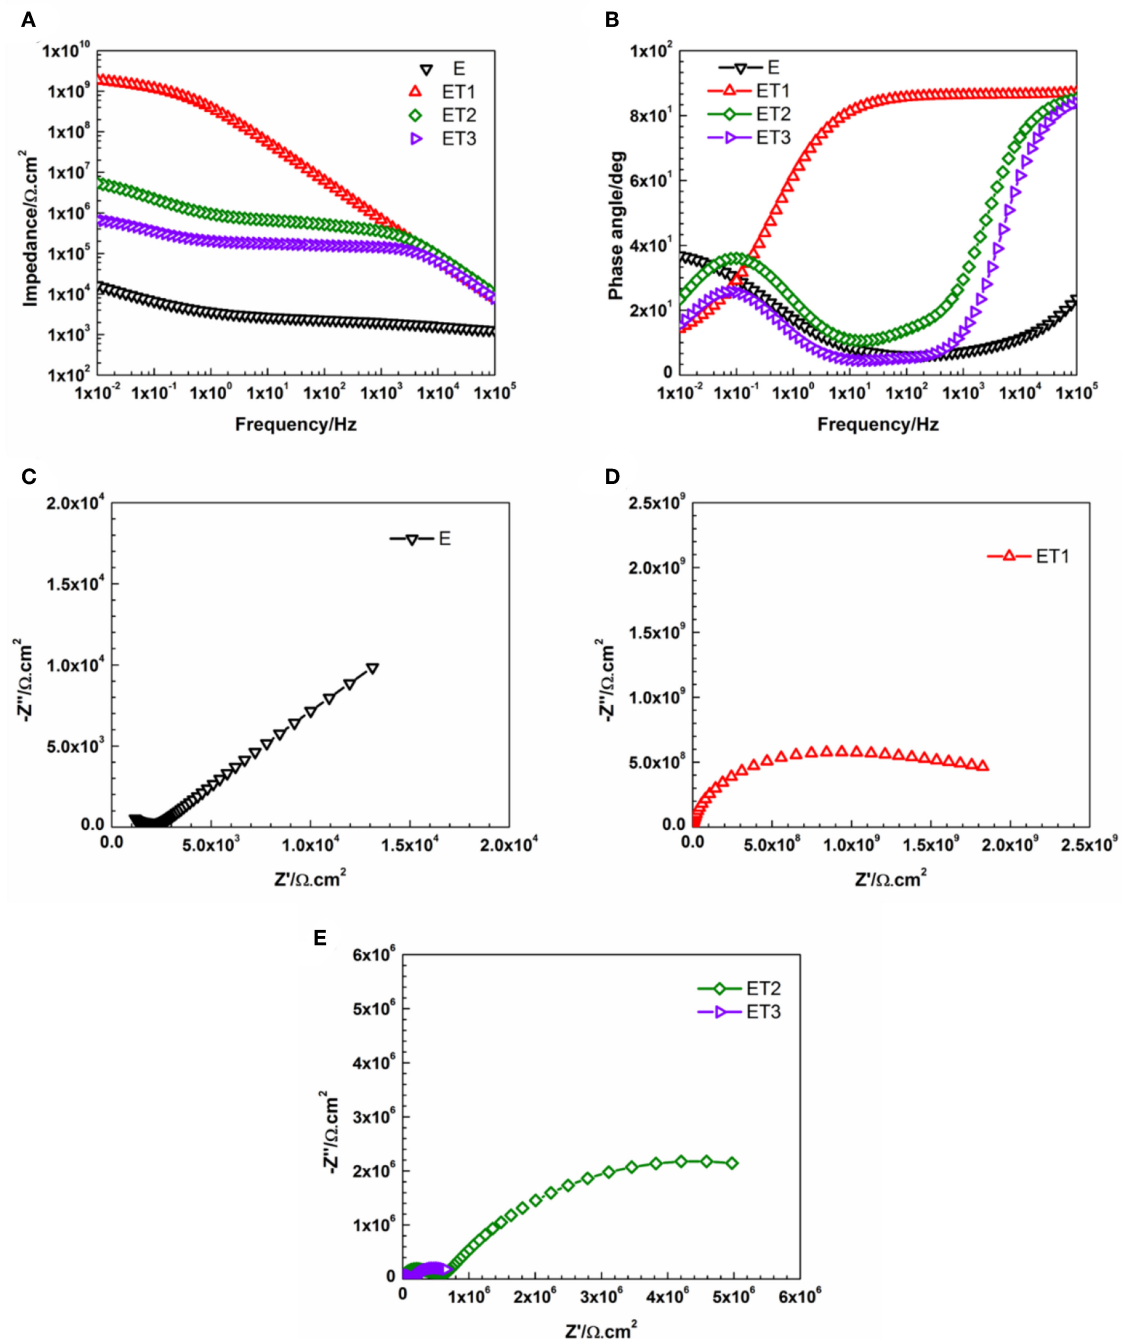 A
1x10^10
1x10^9
1x10^8
1x10^7
1x10^6
1x10^5
1x10^4
1x10^3
1x10^2
Impedance/Ω.cm^2
E
ET1
ET2
ET3
1x10^-2 1x10^-1 1x10^0 1x10^1 1x10^2 1x10^3 1x10^4 1x10^5
Frequency/Hz
B
1x10^2
8x10^1
6x10^1
4x10^1
2x10^1
0
Phase angle/deg
E
ET1
ET2
ET3
1x10^-2 1x10^-1 1x10^0 1x10^1 1x10^2 1x10^3 1x10^4 1x10^5
Frequency/Hz
C
2.0x10^4
1.5x10^4
1.0x10^4
5.0x10^3
0.0
-Z''/Ω.cm^2
E
0.0 5.0x10^3 1.0x10^4 1.5x10^4 2.0x10^4
Z'/Ω.cm^2
D
2.5x10^9
2.0x10^9
1.5x10^9
1.0x10^9
5.0x10^8
0.0
-Z''/Ω.cm^2
ET1
0.0 5.0x10^8 1.0x10^9 1.5x10^9 2.0x10^9 2.5x10^9
Z'/Ω.cm^2
E
6x10^6
5x10^6
4x10^6
3x10^6
2x10^6
1x10^6
0
-Z''/Ω.cm^2
ET2
ET3
0 1x10^6 2x10^6 3x10^6 4x10^6 5x10^6 6x10^6
Z'/Ω.cm^2